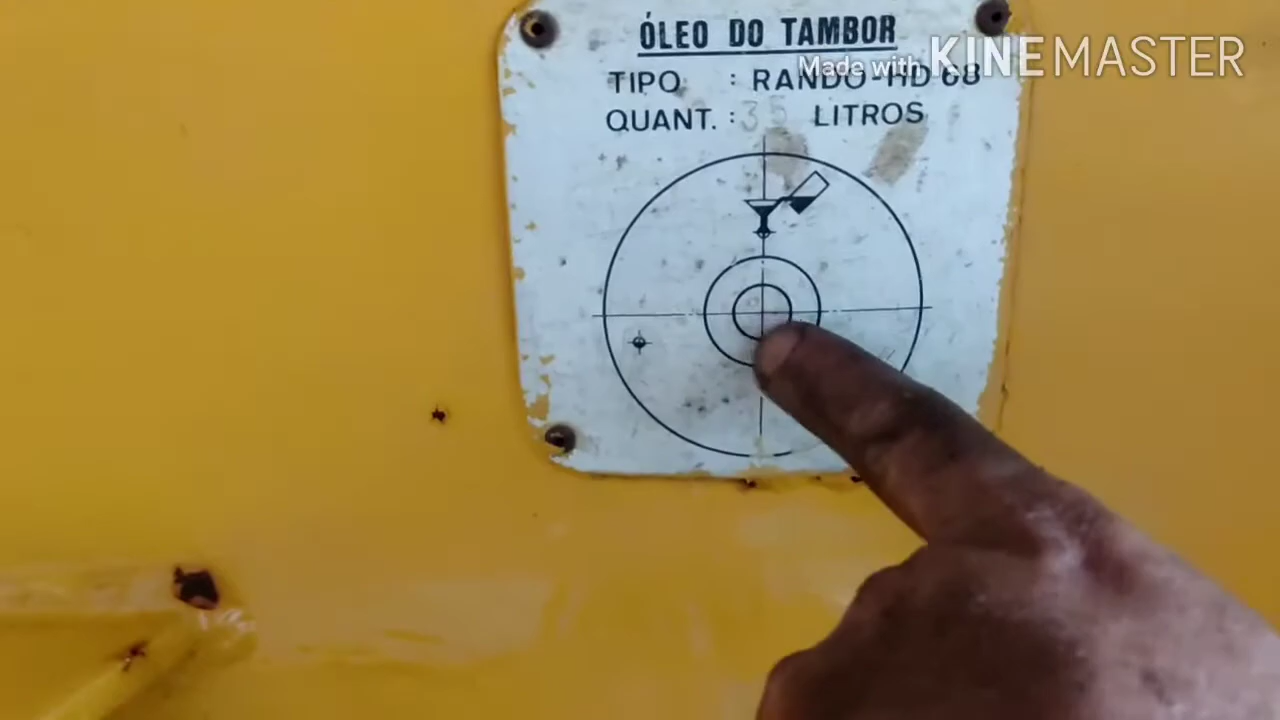 ÓLEO DO TAMBOR
Made with KINEMASTER
TIPO : RANDO-HD 68
QUANT. : 35 LITROS